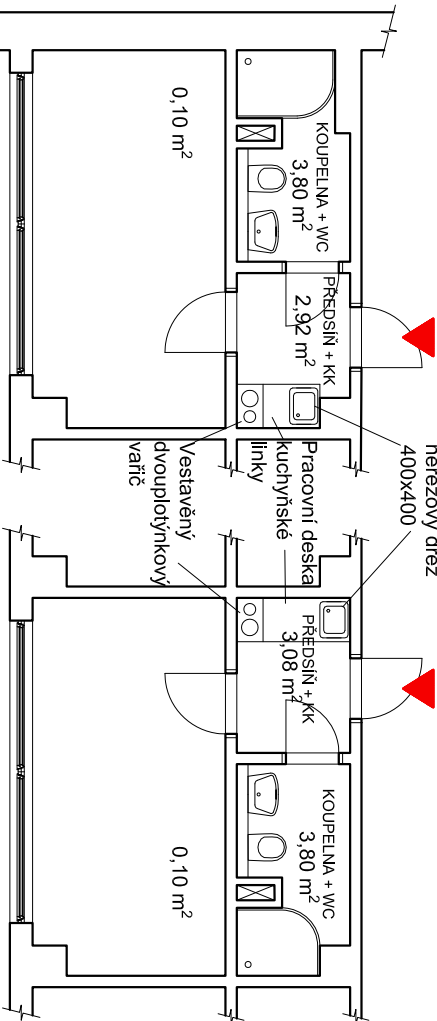 KOUPELNA + WC
3,80 m²
0,10 m²
PŘEDSÍŇ + KK
2,92 m²
nerezový dřez
400x400
Pracovní deska
kuchyňské
linky
Vestavěný
dvouplotýnkový
vařič
PŘEDSÍŇ + KK
3,08 m²
KOUPELNA + WC
3,80 m²
0,10 m²